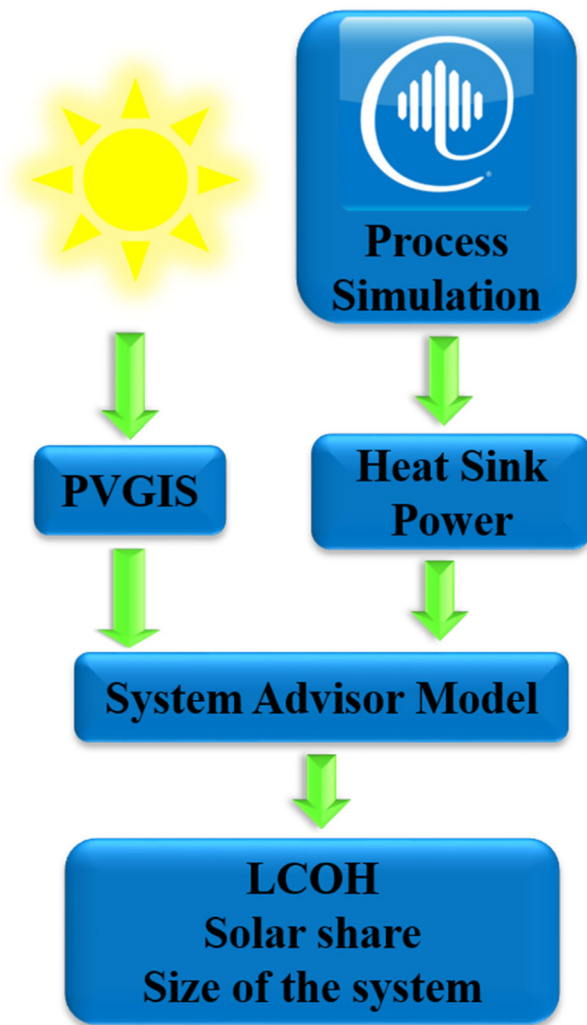 Process
Simulation
PVGIS
Heat Sink
Power
System Advisor Model
LCOH
Solar share
Size of the system